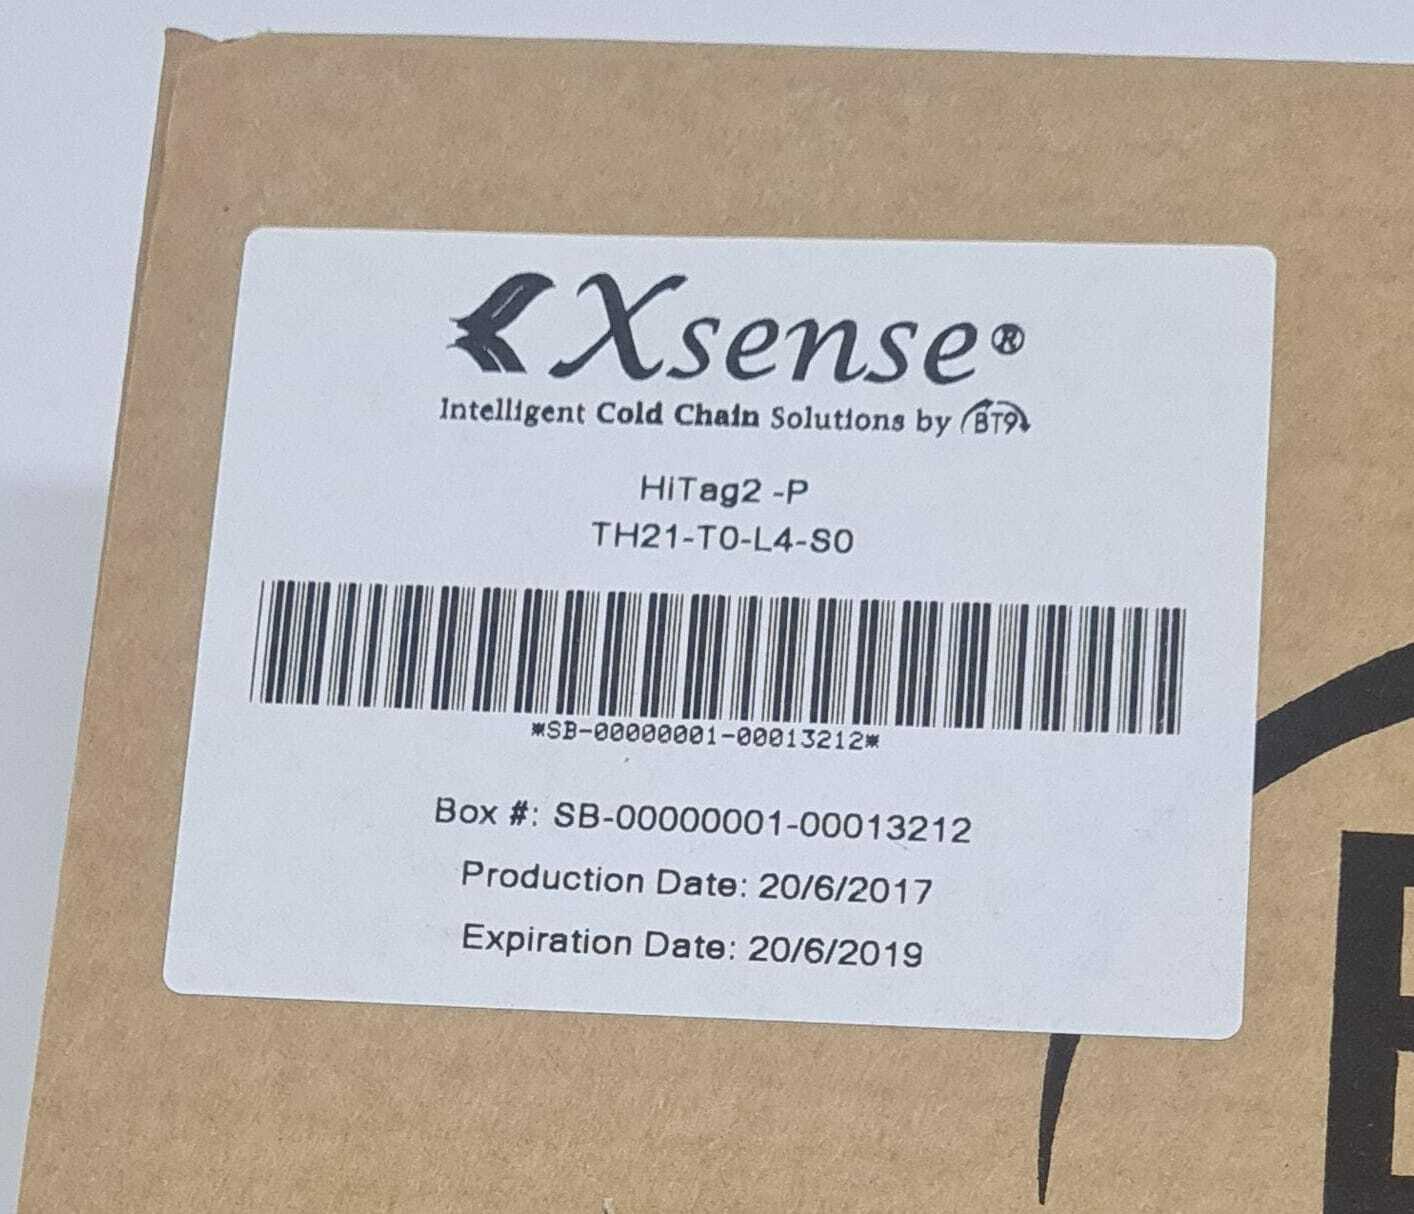 Xsense®
Intelligent Cold Chain Solutions by BT9
HiTag2 -P
TH21-T0-L4-S0
*SB-00000001-00013212*
Box #: SB-00000001-00013212
Production Date: 20/6/2017
Expiration Date: 20/6/2019